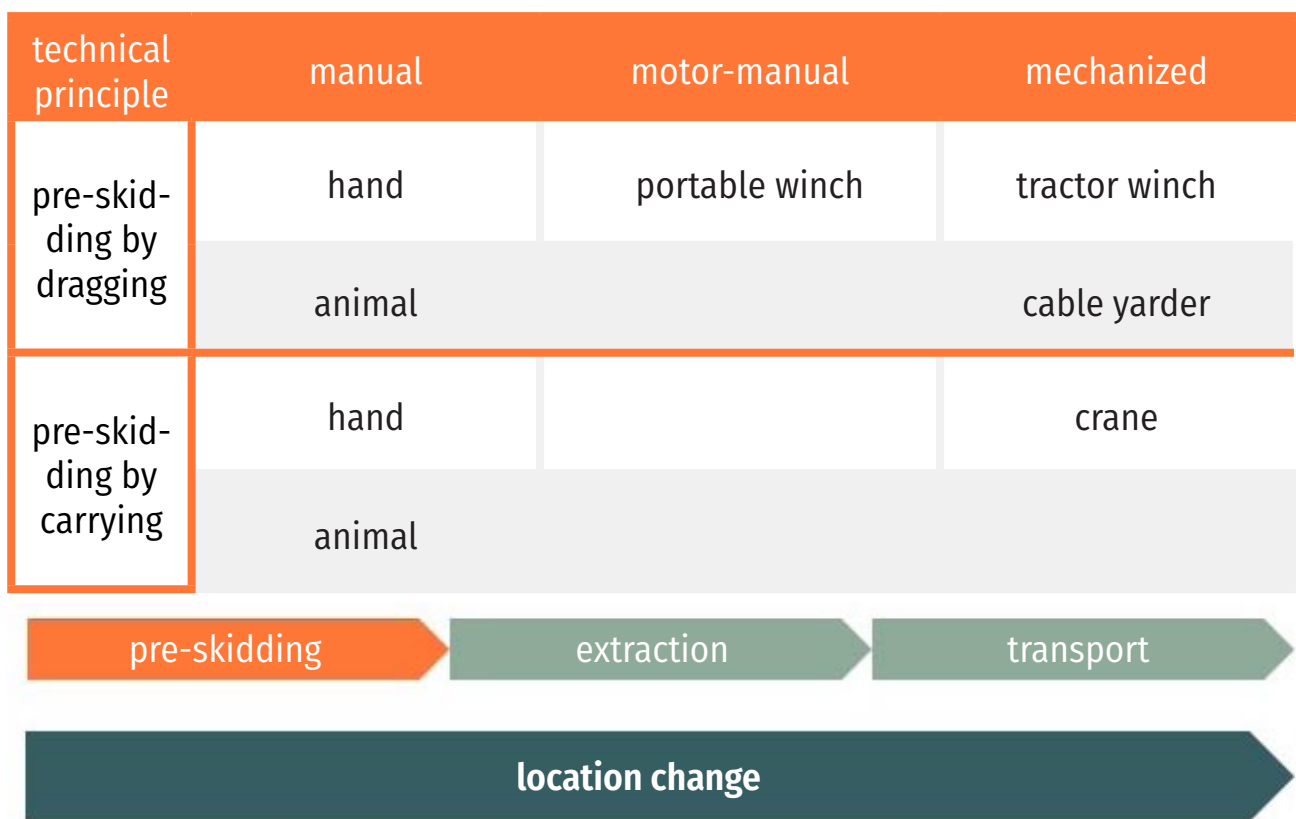 technical
principle
manual
motor-manual
mechanized
pre-skid-
ding by
dragging
hand
portable winch
tractor winch
animal
cable yarder
pre-skid-
ding by
carrying
hand
crane
animal
pre-skidding
extraction
transport
location change